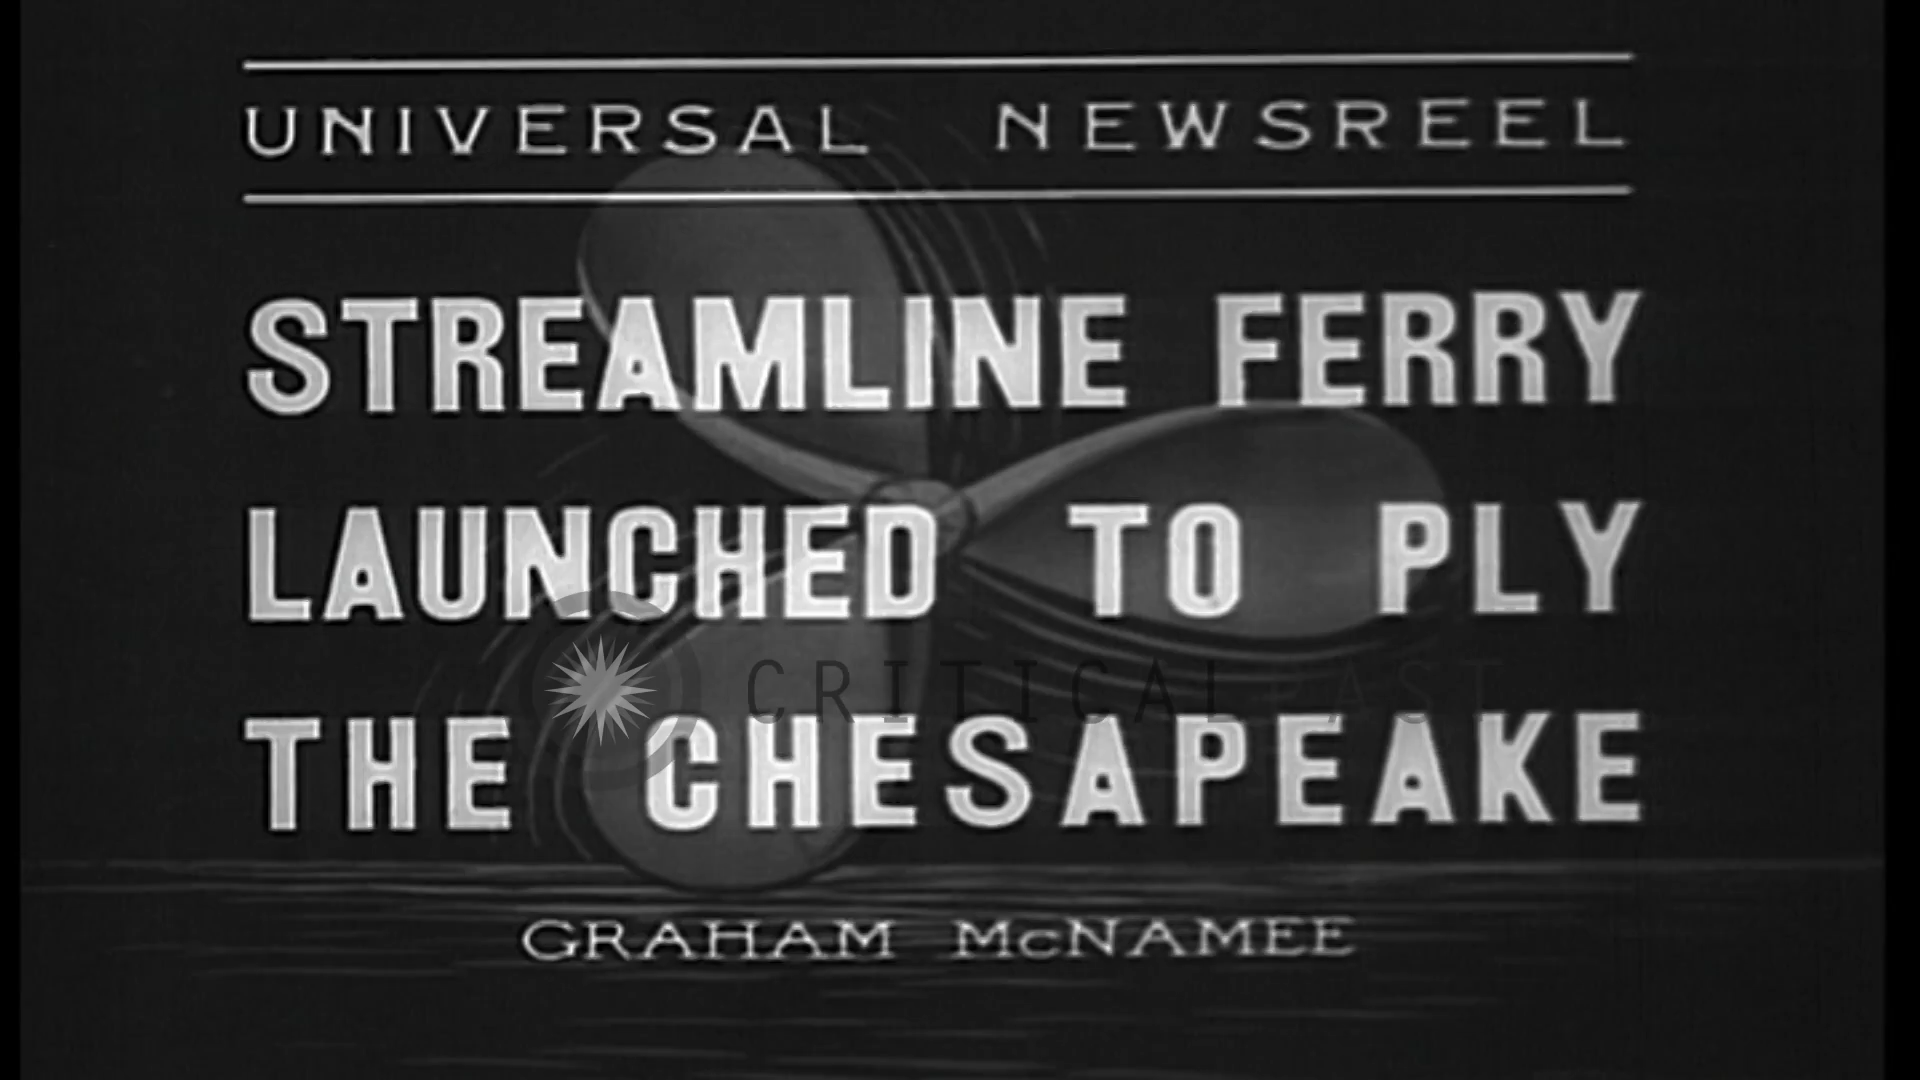 UNIVERSAL NEWSREEL
STREAMLINE FERRY
LAUNCHED TO PLY
CRITICAL PAST
THE CHESAPEAKE
GRAHAM McNAMEE